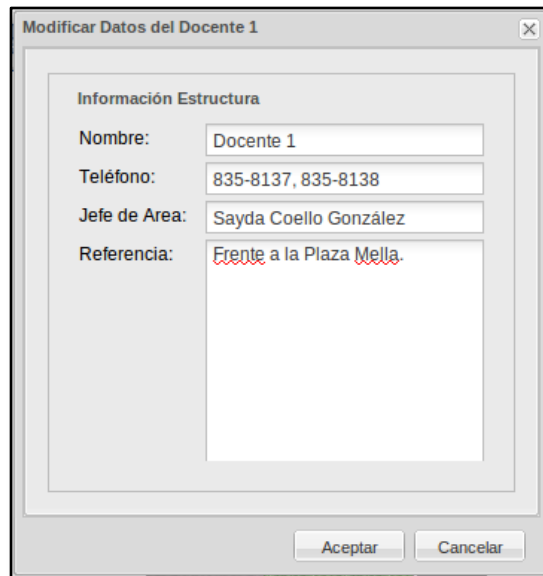 Modificar Datos del Docente 1
Información Estructura
Nombre: Docente 1
Teléfono: 835-8137, 835-8138
Jefe de Area: Sayda Coello González
Referencia: Frente a la Plaza Mella.
Aceptar Cancelar